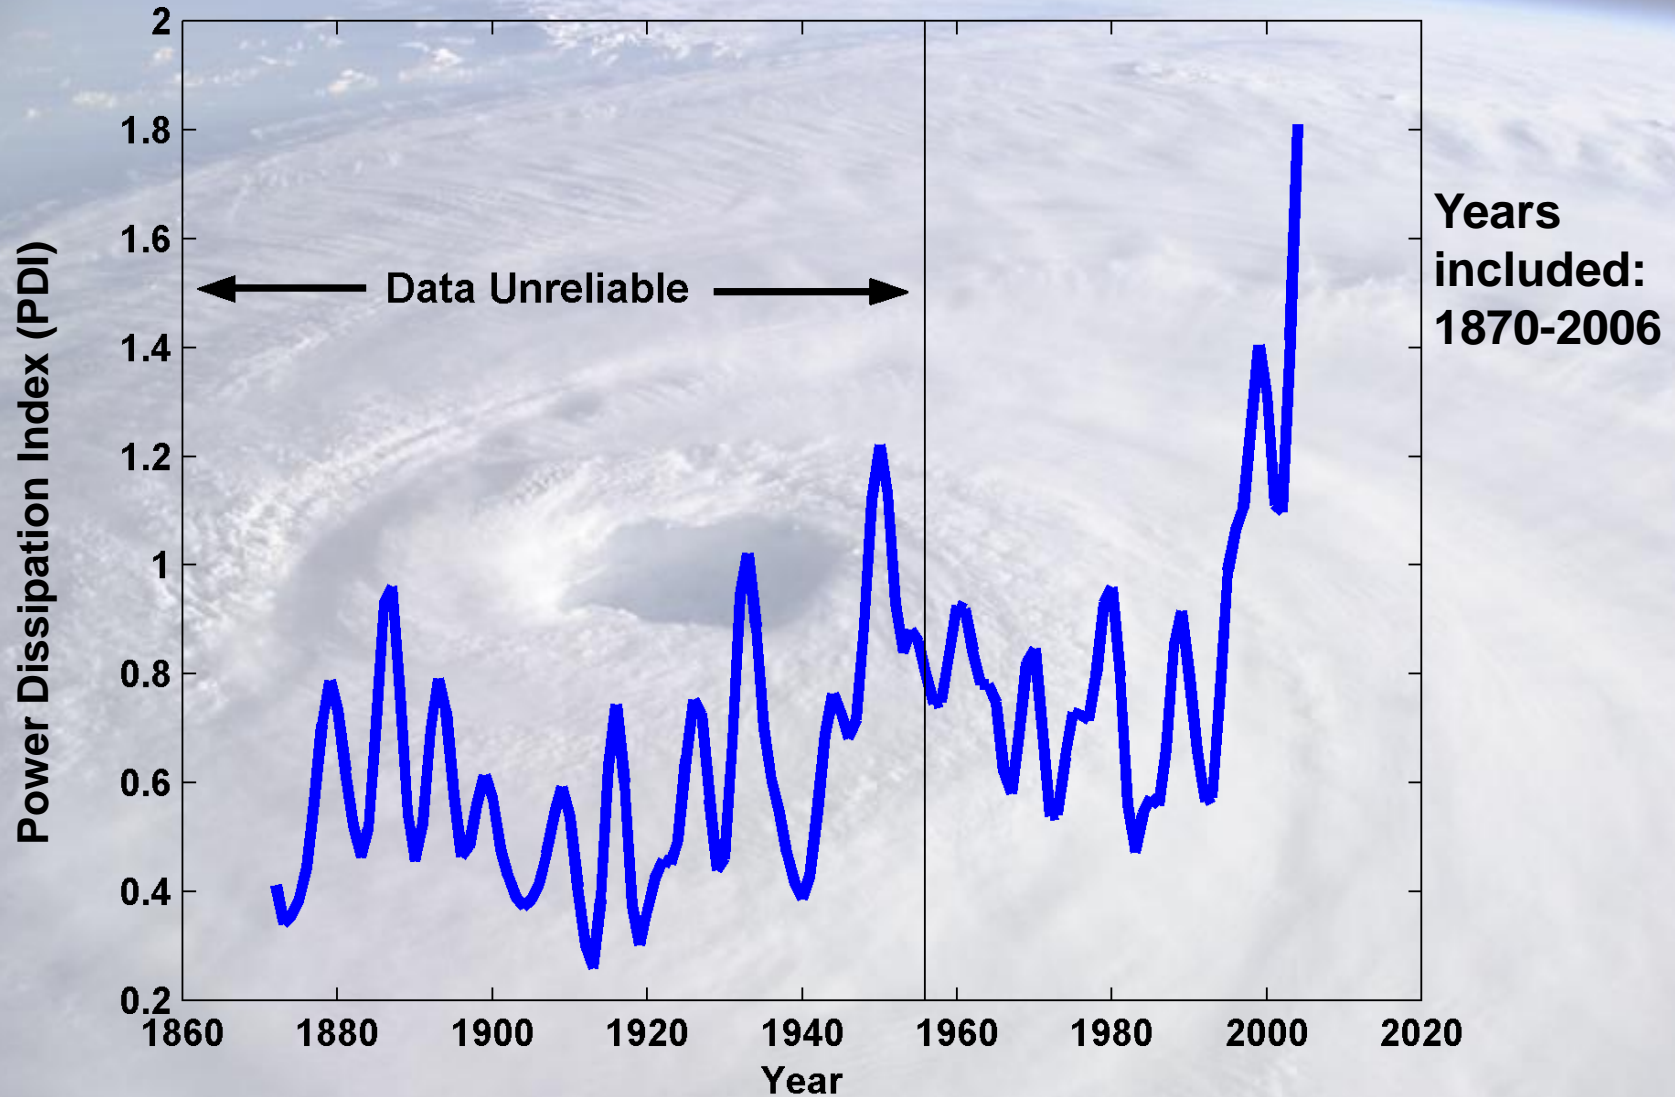 2
1.8
1.6
1.4
1.2
1
0.8
0.6
0.4
0.2
Power Dissipation Index (PDI)
Data Unreliable
Years
included:
1870-2006
1860 1880 1900 1920 1940 1960 1980 2000 2020
Year